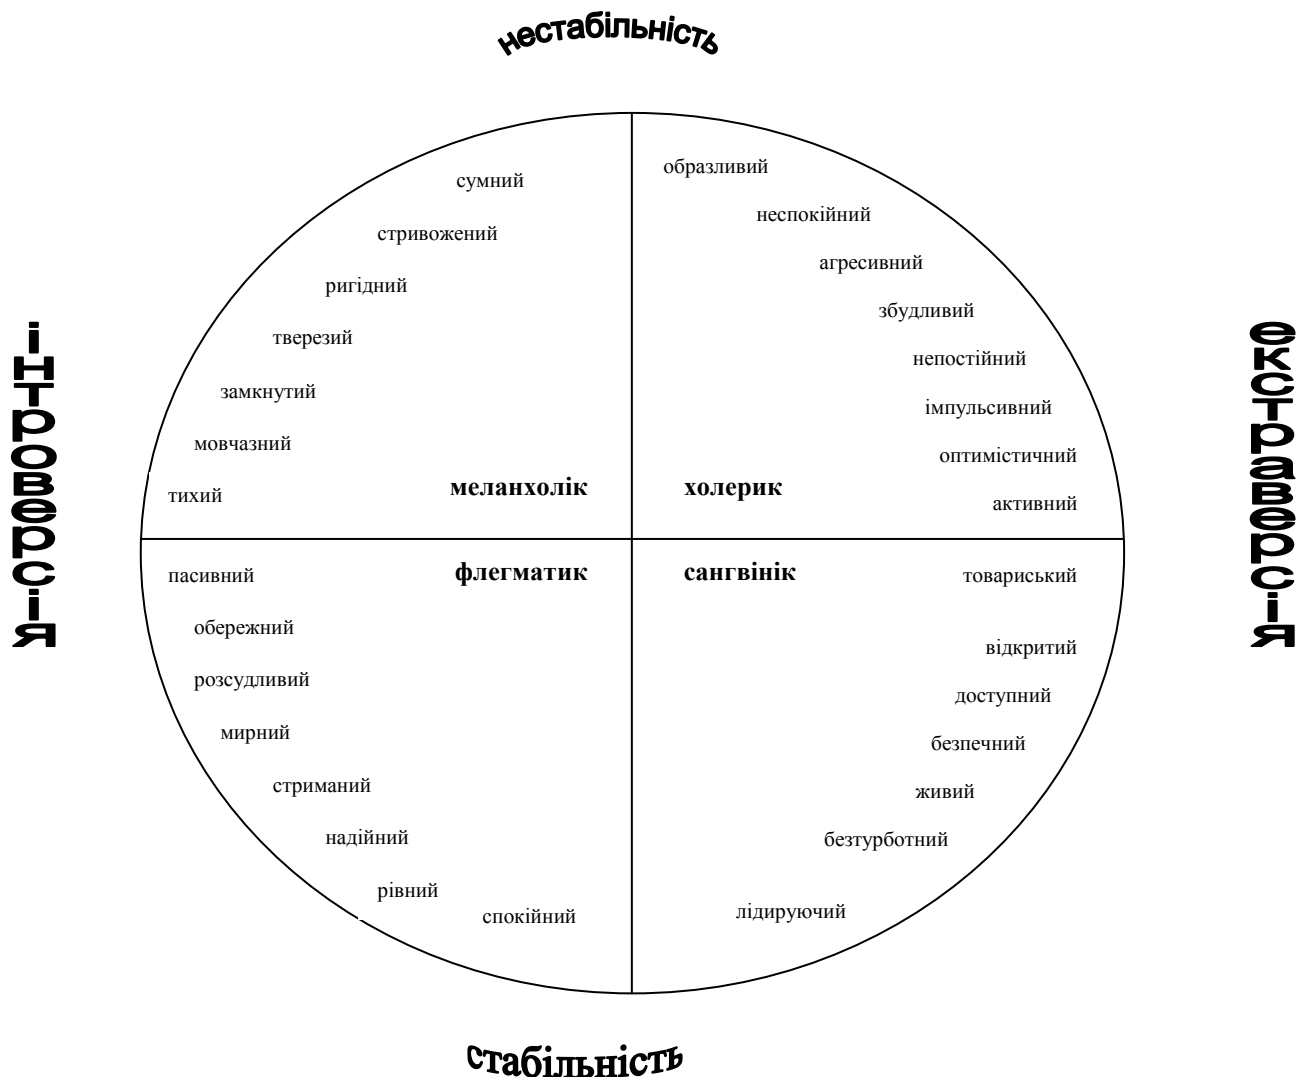 нестабільність
інтроверсія
сумний
стривожений
ригідний
тверезий
замкнутий
мовчазний
тихий
меланхолік
образливий
неспокійний
агресивний
збудливий
непостійний
імпульсивний
оптимістичний
активний
холерик
екстраверсія
флегматик
пасивний
обережний
розсудливий
мирний
стриманий
надійний
рівний
спокійний
сангвінік
товариський
відкритий
доступний
безпечний
живий
безтурботний
лідируючий
стабільність